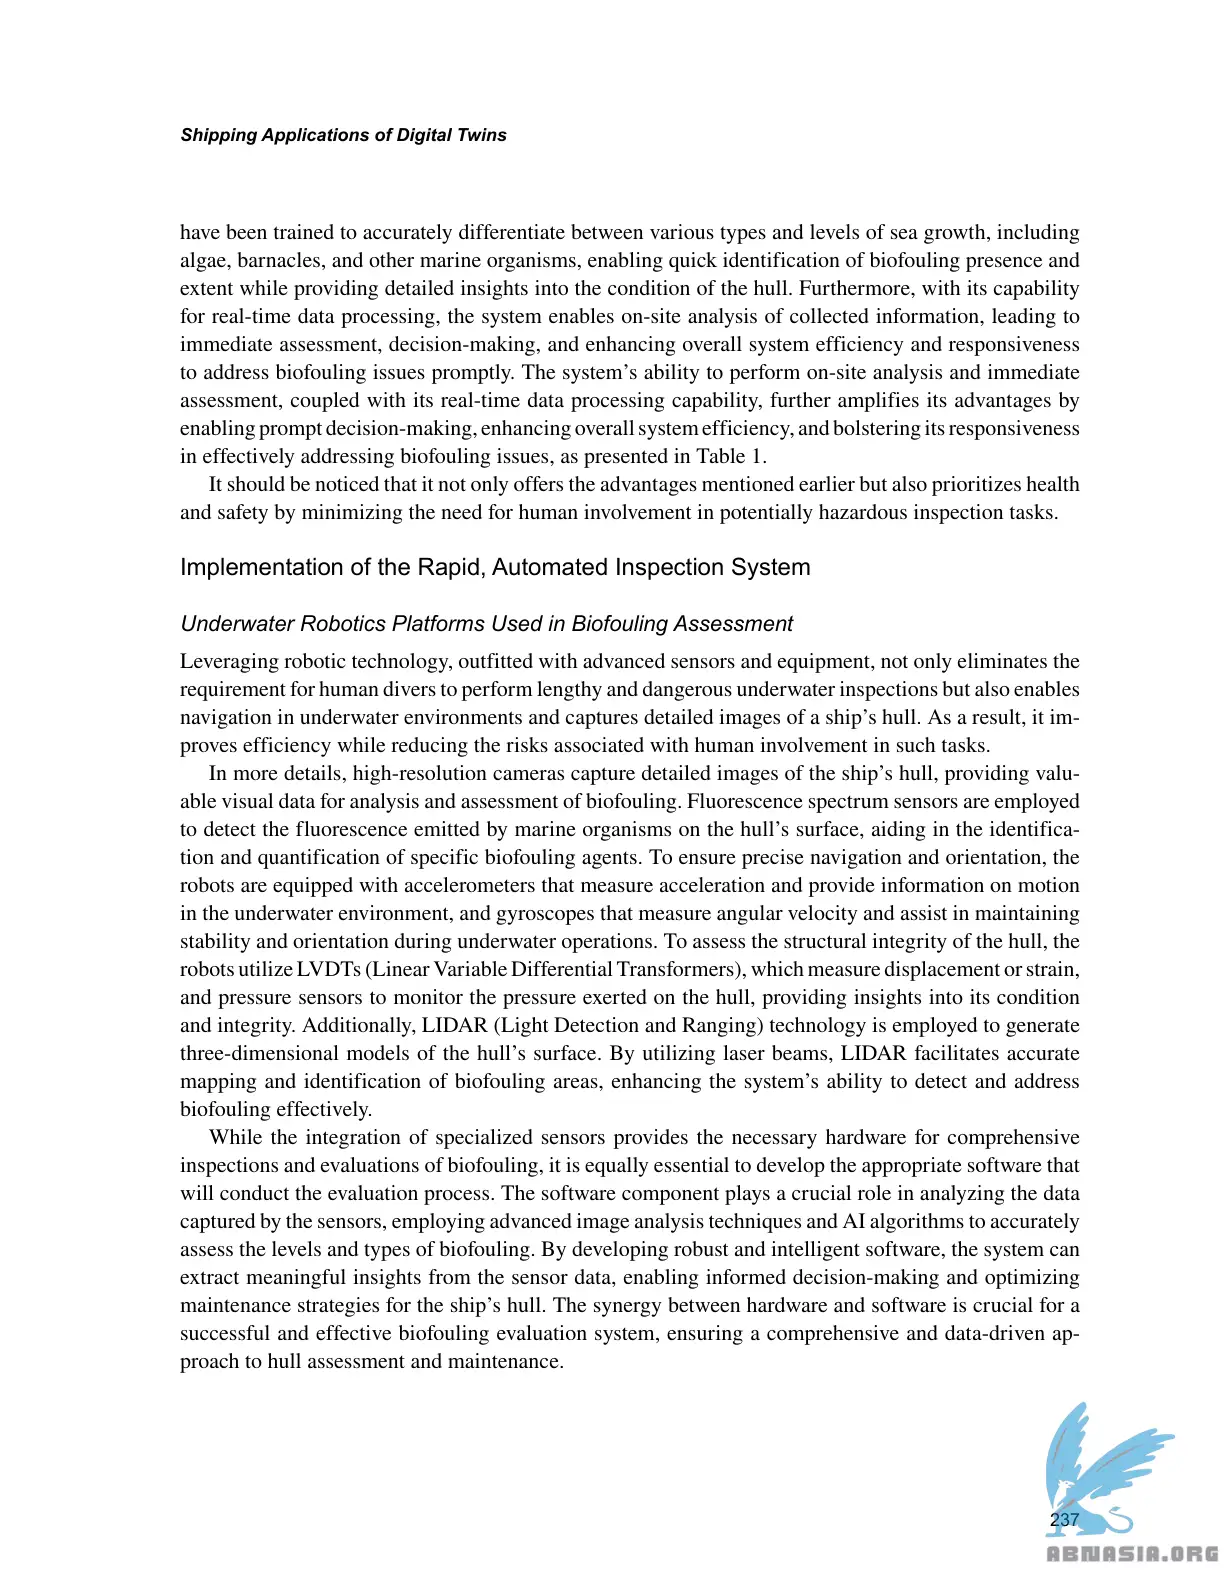 Shipping Applications of Digital Twins
have been trained to accurately differentiate between various types and levels of sea growth, including
algae, barnacles, and other marine organisms, enabling quick identification of biofouling presence and
extent while providing detailed insights into the condition of the hull. Furthermore, with its capability
for real-time data processing, the system enables on-site analysis of collected information, leading to
immediate assessment, decision-making, and enhancing overall system efficiency and responsiveness
to address biofouling issues promptly. The system’s ability to perform on-site analysis and immediate
assessment, coupled with its real-time data processing capability, further amplifies its advantages by
enabling prompt decision-making, enhancing overall system efficiency, and bolstering its responsiveness
in effectively addressing biofouling issues, as presented in Table 1.
It should be noticed that it not only offers the advantages mentioned earlier but also prioritizes health
and safety by minimizing the need for human involvement in potentially hazardous inspection tasks.
Implementation of the Rapid, Automated Inspection System
Underwater Robotics Platforms Used in Biofouling Assessment
Leveraging robotic technology, outfitted with advanced sensors and equipment, not only eliminates the
requirement for human divers to perform lengthy and dangerous underwater inspections but also enables
navigation in underwater environments and captures detailed images of a ship’s hull. As a result, it im-
proves efficiency while reducing the risks associated with human involvement in such tasks.
In more details, high-resolution cameras capture detailed images of the ship’s hull, providing valu-
able visual data for analysis and assessment of biofouling. Fluorescence spectrum sensors are employed
to detect the fluorescence emitted by marine organisms on the hull’s surface, aiding in the identifica-
tion and quantification of specific biofouling agents. To ensure precise navigation and orientation, the
robots are equipped with accelerometers that measure acceleration and provide information on motion
in the underwater environment, and gyroscopes that measure angular velocity and assist in maintaining
stability and orientation during underwater operations. To assess the structural integrity of the hull, the
robots utilize LVDTs (Linear Variable Differential Transformers), which measure displacement or strain,
and pressure sensors to monitor the pressure exerted on the hull, providing insights into its condition
and integrity. Additionally, LIDAR (Light Detection and Ranging) technology is employed to generate
three-dimensional models of the hull’s surface. By utilizing laser beams, LIDAR facilitates accurate
mapping and identification of biofouling areas, enhancing the system’s ability to detect and address
biofouling effectively.
While the integration of specialized sensors provides the necessary hardware for comprehensive
inspections and evaluations of biofouling, it is equally essential to develop the appropriate software that
will conduct the evaluation process. The software component plays a crucial role in analyzing the data
captured by the sensors, employing advanced image analysis techniques and AI algorithms to accurately
assess the levels and types of biofouling. By developing robust and intelligent software, the system can
extract meaningful insights from the sensor data, enabling informed decision-making and optimizing
maintenance strategies for the ship’s hull. The synergy between hardware and software is crucial for a
successful and effective biofouling evaluation system, ensuring a comprehensive and data-driven ap-
proach to hull assessment and maintenance.
237
ABNASIA.ORG